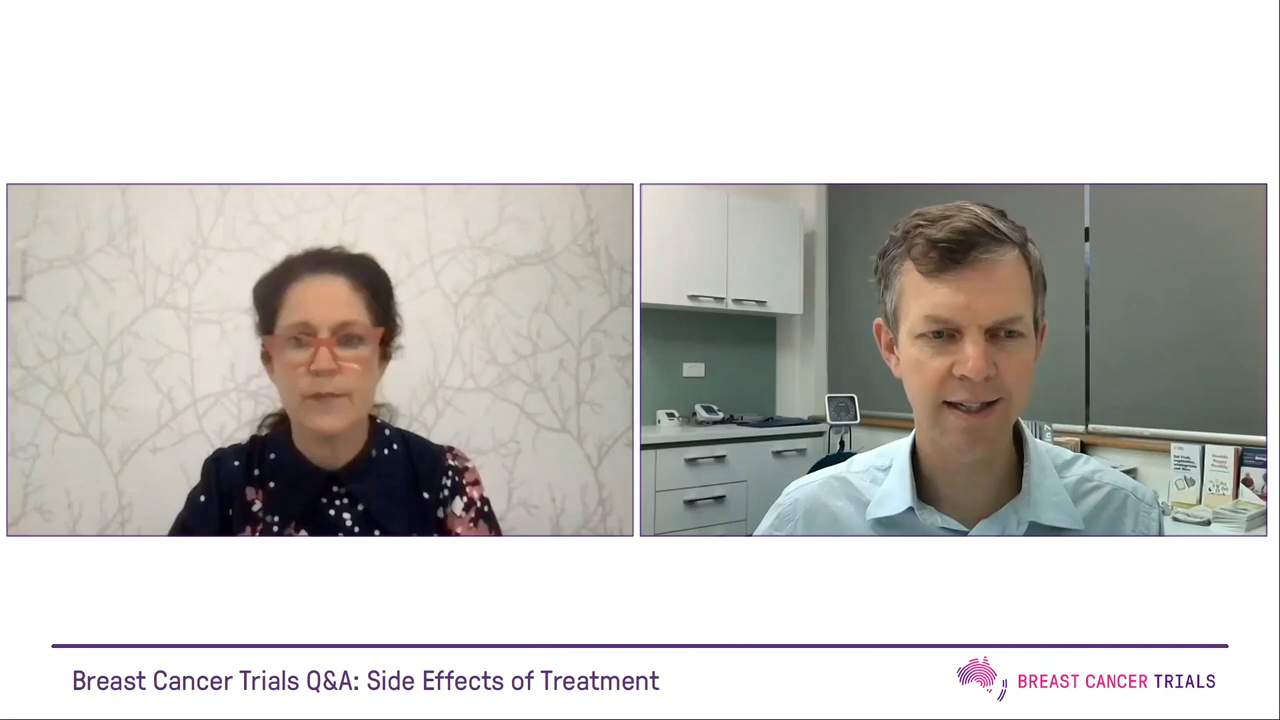 Breast Cancer Trials Q&A: Side Effects of Treatment
BREAST CANCER TRIALS